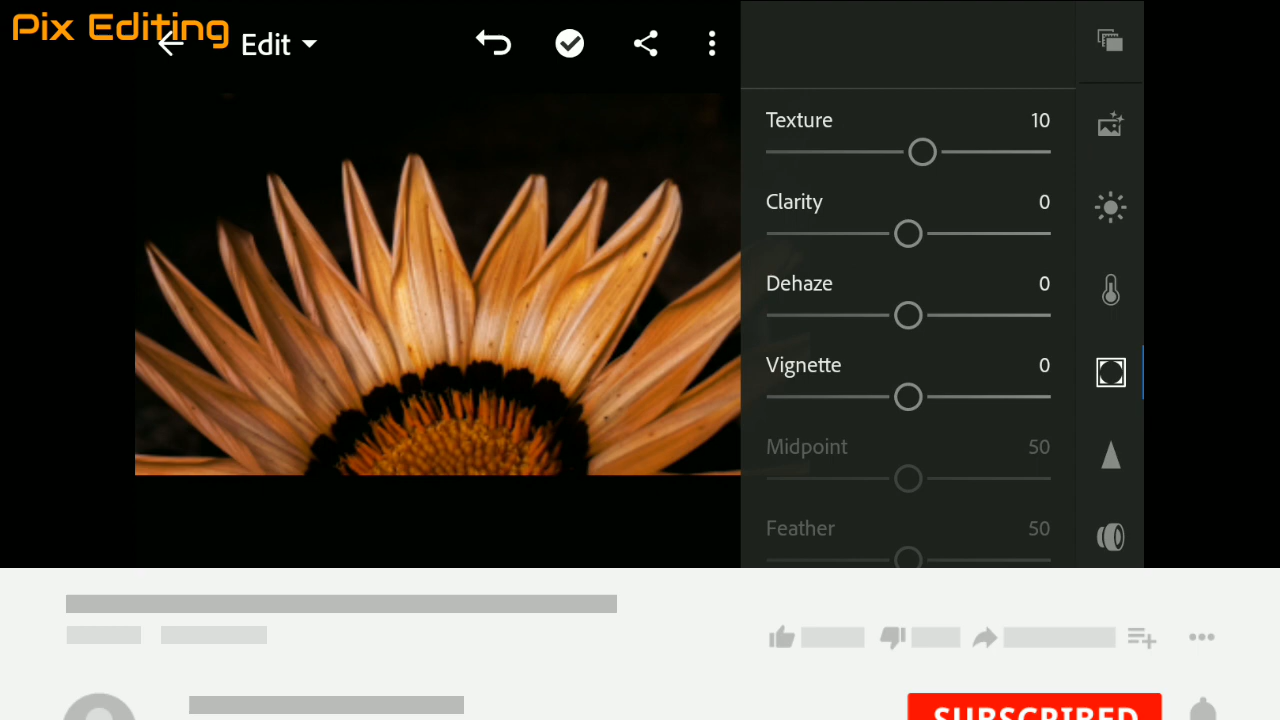 Pix Editing
Edit
Texture 10
Clarity 0
Dehaze 0
Vignette 0
Midpoint 50
Feather 50
SUBSCRIBED